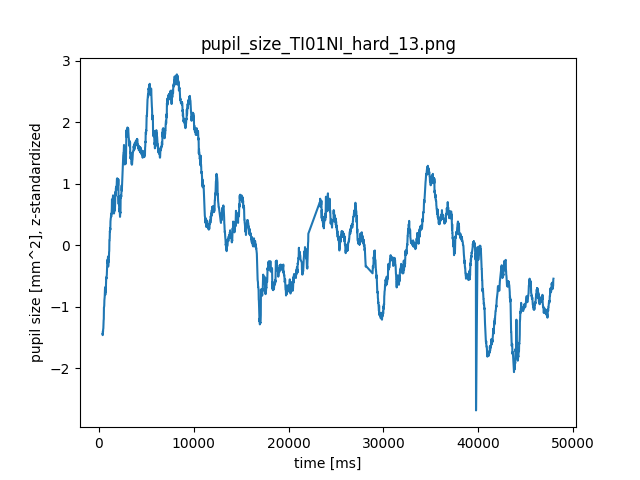 pupil_size_TI01NI_hard_13.png
3
2
1
0
−1
−2
pupil size [mm^2], z-standardized
0 10000 20000 30000 40000 50000
time [ms]